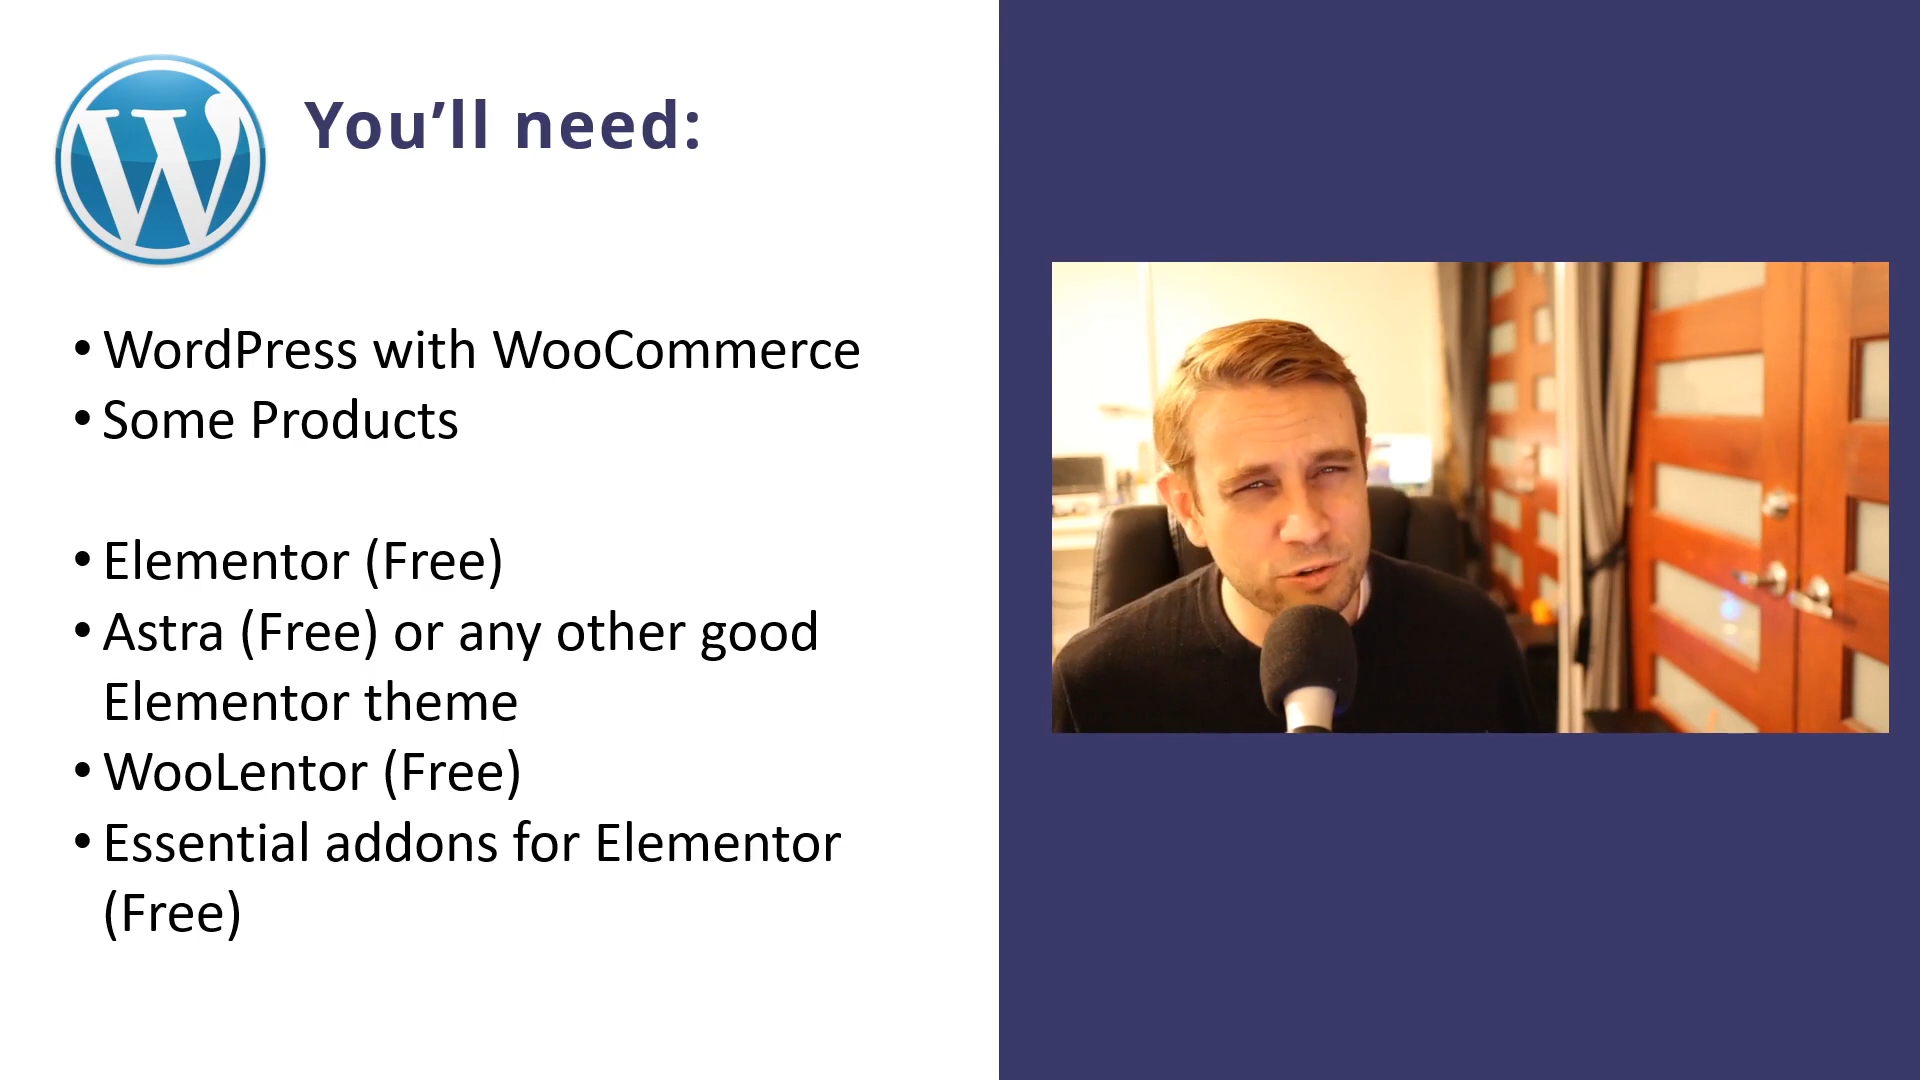 You’ll need:
• WordPress with WooCommerce
• Some Products
• Elementor (Free)
• Astra (Free) or any other good
Elementor theme
• WooLentor (Free)
• Essential addons for Elementor
(Free)